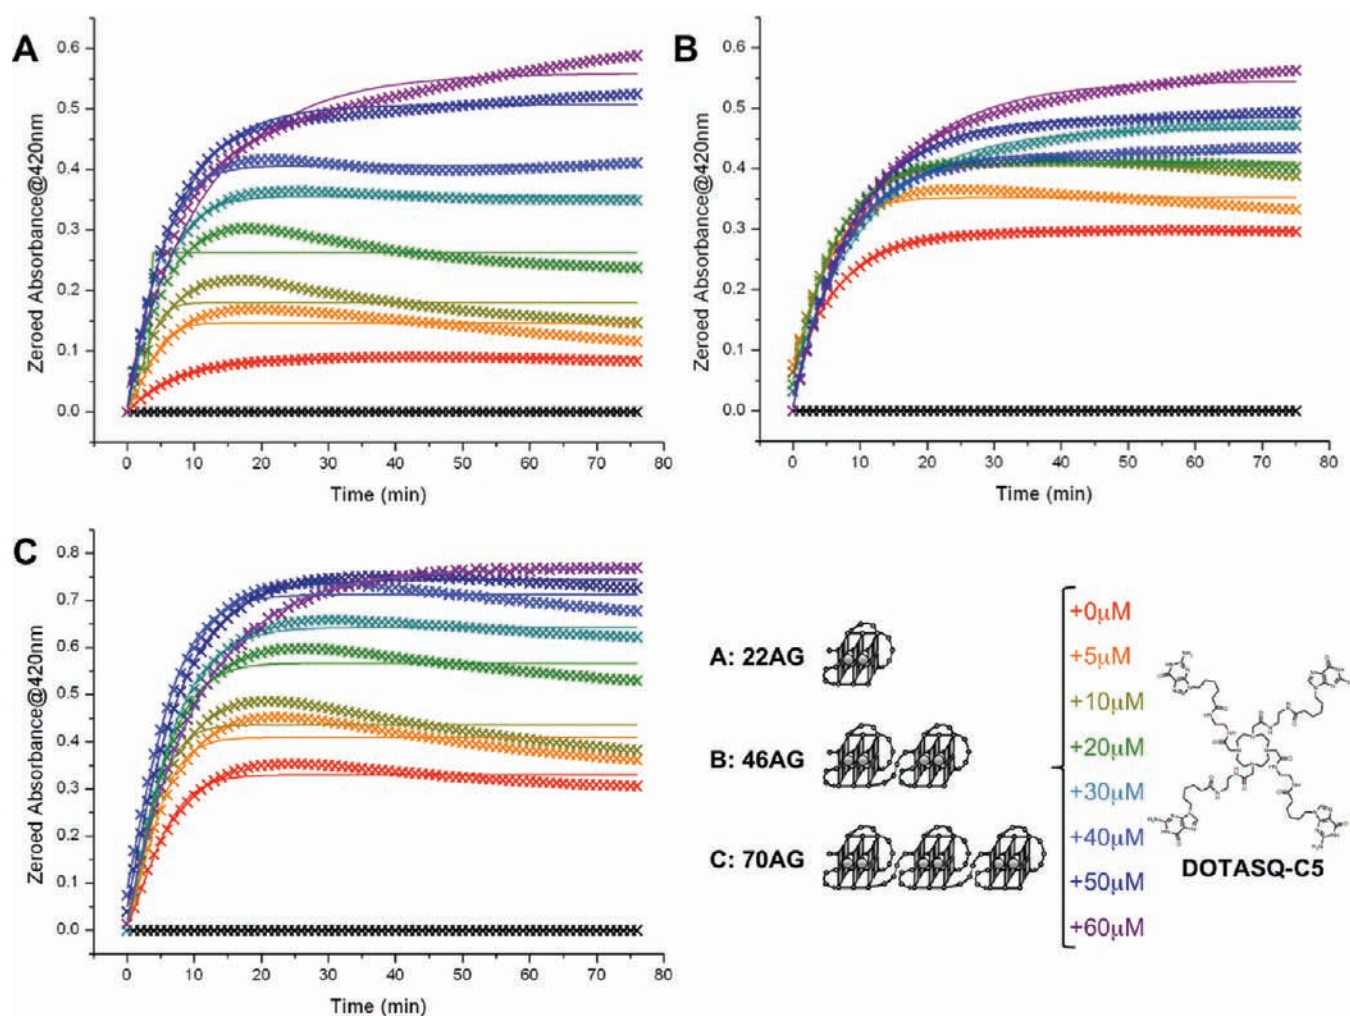 A
Zeroed Absorbance@420nm
0.6
0.5
0.4
0.3
0.2
0.1
0.0
0 10 20 30 40 50 60 70 80
Time (min)
B
Zeroed Absorbance@420nm
0.6
0.5
0.4
0.3
0.2
0.1
0.0
0 10 20 30 40 50 60 70 80
Time (min)
C
Zeroed Absorbance@420nm
0.8
0.7
0.6
0.5
0.4
0.3
0.2
0.1
0.0
0 10 20 30 40 50 60 70 80
Time (min)
A: 22AG
B: 46AG
C: 70AG
+0µM
+5µM
+10µM
+20µM
+30µM
+40µM
+50µM
+60µM
DOTASQ-C5